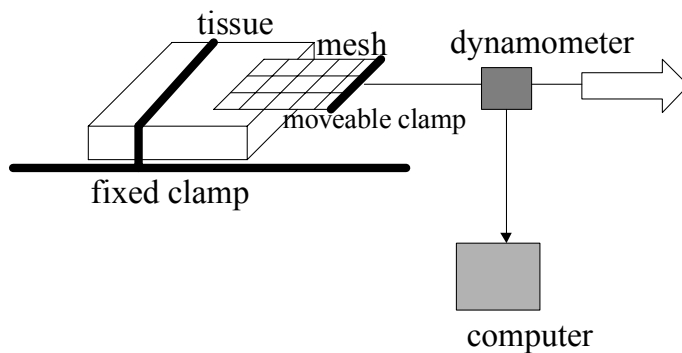 tissue
mesh
dynamometer
moveable clamp
fixed clamp
computer